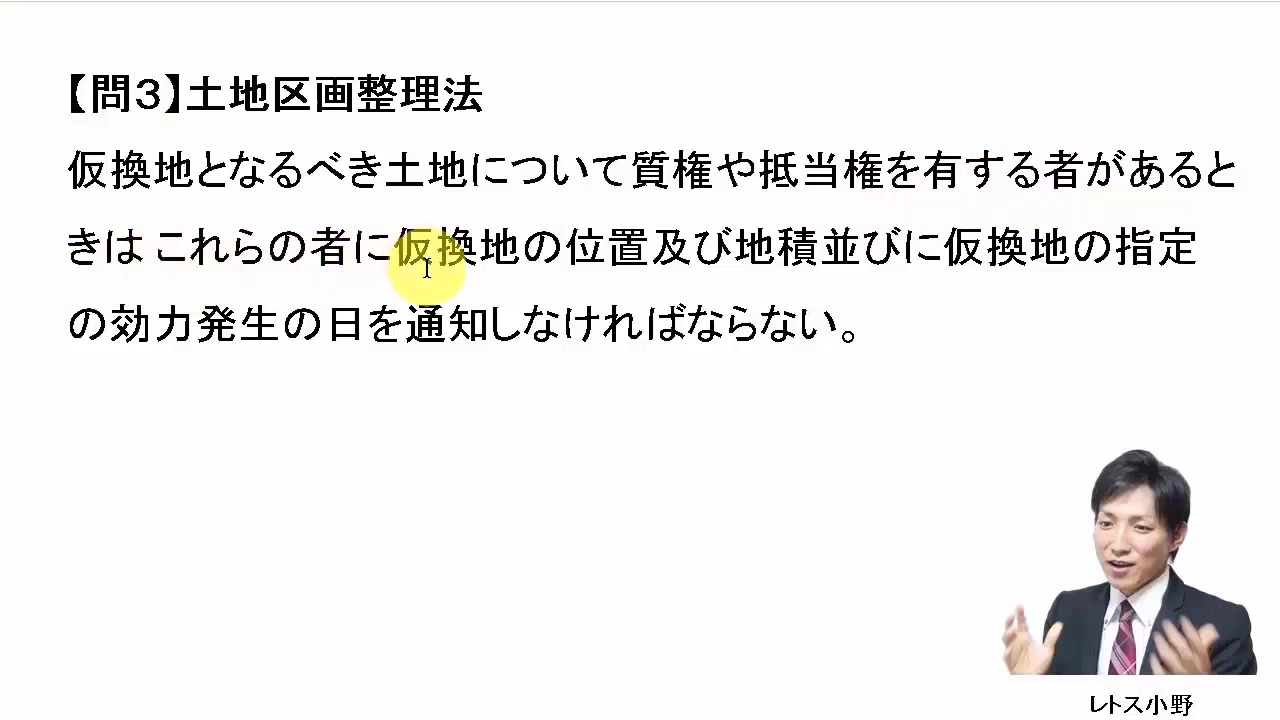 【問３】土地区画整理法
仮換地となるべき土地について質権や抵当権を有する者があると
きは これらの者に仮換地の位置及び地積並びに仮換地の指定
の効力発生の日を通知しなければならない。
レトス小野